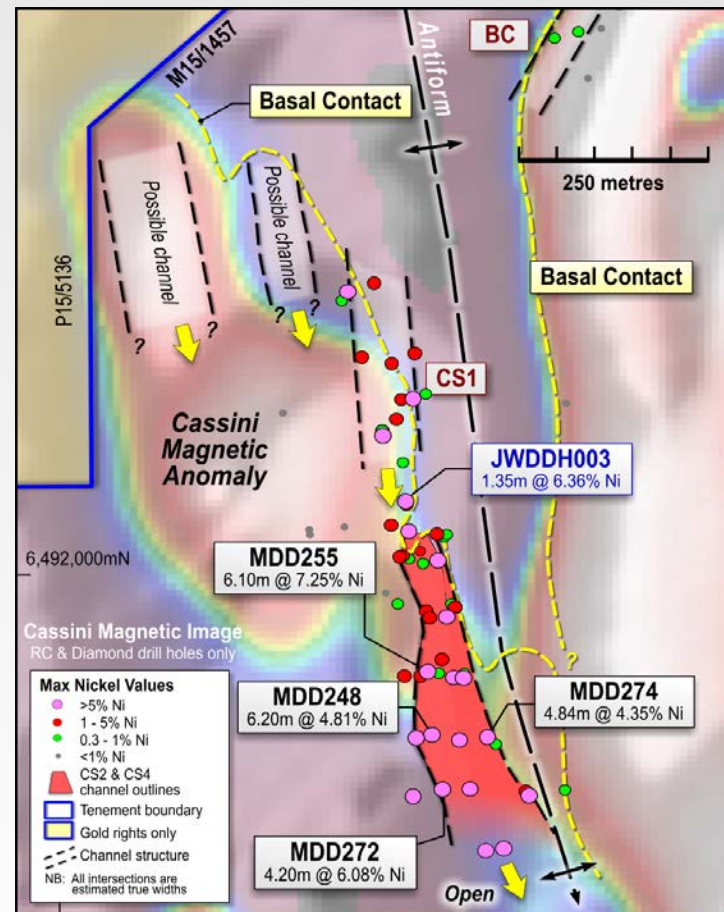 M15/1457
Antiform
BC
Basal Contact
250 metres
Possible channel
Possible channel
P15/5136
Basal Contact
?
?
?
?
CS1
Cassini
Magnetic
Anomaly
JWDDH003
1.35m @ 6.36% Ni
MDD255
6.10m @ 7.25% Ni
6,492,000mN
Cassini Magnetic Image
RC & Diamond drill holes only
?
MDD248
6.20m @ 4.81% Ni
MDD274
4.84m @ 4.35% Ni
MDD272
4.20m @ 6.08% Ni
Open
Max Nickel Values
>5% Ni
1 - 5% Ni
0.3 - 1% Ni
<1% Ni
CS2 & CS4
channel outlines
Tenement boundary
Gold rights only
Channel structure
NB: All intersections are
estimated true widths